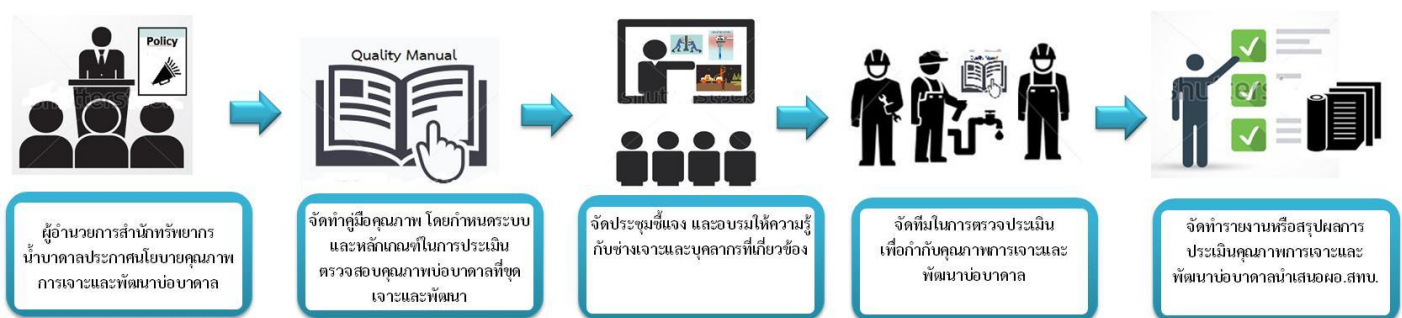 Policy
Quality Manual
ผู้อำนวยการสำนักทรัพยากร
น้ำบาดาลประกาศนโยบายคุณภาพ
การเจาะและพัฒนาบ่อบาดาล
จัดทำคู่มือคุณภาพ โดยกำหนดระบบ
และหลักเกณฑ์ในการประเมิน
ตรวจสอบคุณภาพบ่อบาดาลที่ขุด
เจาะและพัฒนา
จัดประชุมชี้แจง และอบรมให้ความรู้
กับช่างเจาะและบุคลากรที่เกี่ยวข้อง
จัดทีมในการตรวจประเมิน
เพื่อกำกับคุณภาพการเจาะและ
พัฒนาบ่อบาดาล
จัดทำรายงานหรือสรุปผลการ
ประเมินคุณภาพการเจาะและ
พัฒนาบ่อบาดาลนำเสนอผอ.สทบ.